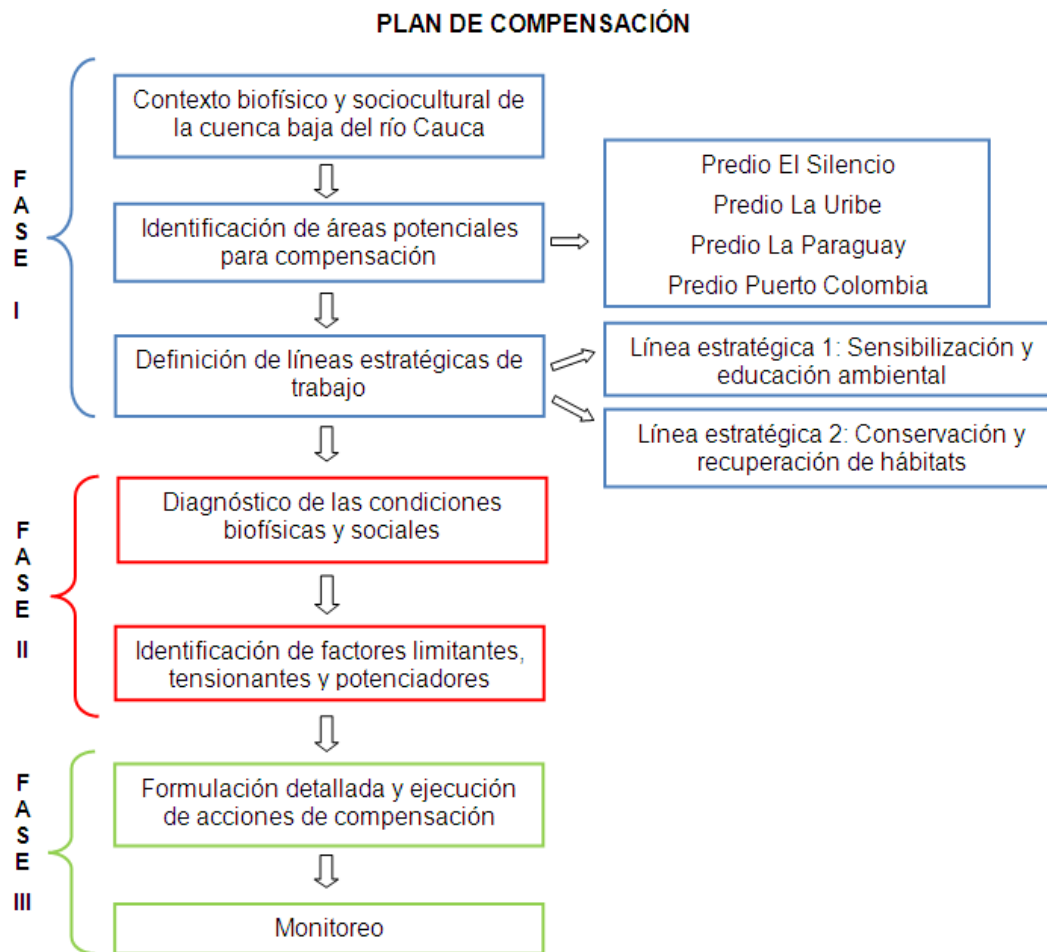 PLAN DE COMPENSACIÓN
FASE I
Contexto biofísico y sociocultural de
la cuenca baja del río Cauca
Identificación de áreas potenciales
para compensación
Predio El Silencio
Predio La Uribe
Predio La Paraguay
Predio Puerto Colombia
Definición de líneas estratégicas de
trabajo
Línea estratégica 1: Sensibilización y
educación ambiental
Línea estratégica 2: Conservación y
recuperación de hábitats
FASE II
Diagnóstico de las condiciones
biofísicas y sociales
Identificación de factores limitantes,
tensionantes y potenciadores
FASE III
Formulación detallada y ejecución
de acciones de compensación
Monitoreo